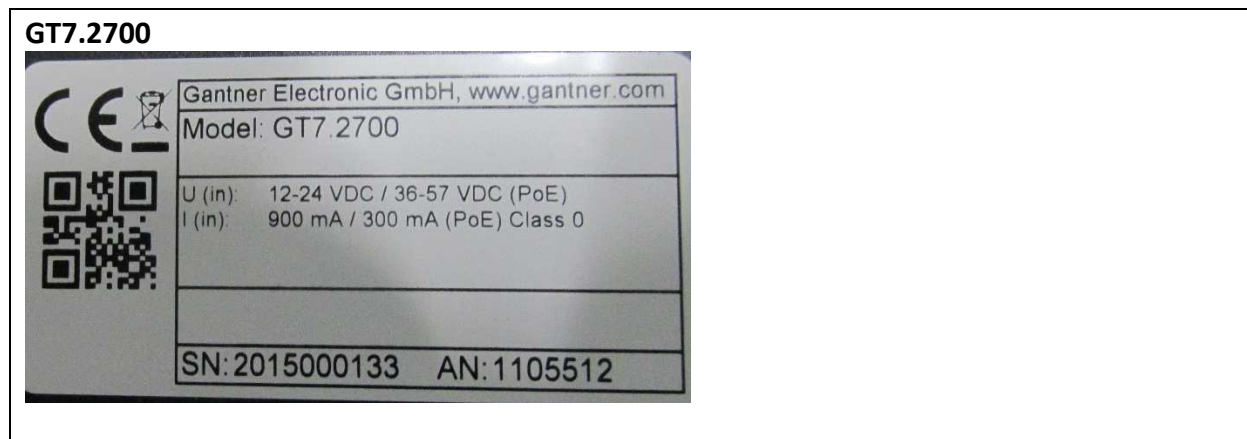 GT7.2700
CE
Gantner Electronic GmbH, www.gantner.com
Model: GT7.2700
U (in): 12-24 VDC / 36-57 VDC (PoE)
I (in): 900 mA / 300 mA (PoE) Class 0
SN: 2015000133 AN: 1105512